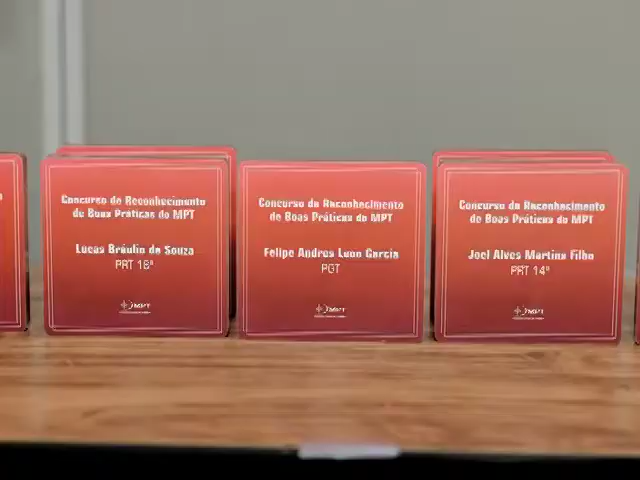 Concurso de Reconhecimento
de Boas Práticas do MPT
Lucas Bráulio de Souza
PRT 18ª
MPT
Concurso de Reconhecimento
de Boas Práticas do MPT
Felipe Andres Luon Garcia
PGT
MPT
Concurso de Reconhecimento
de Boas Práticas do MPT
Joel Alves Martins Filho
PRT 14ª
MPT